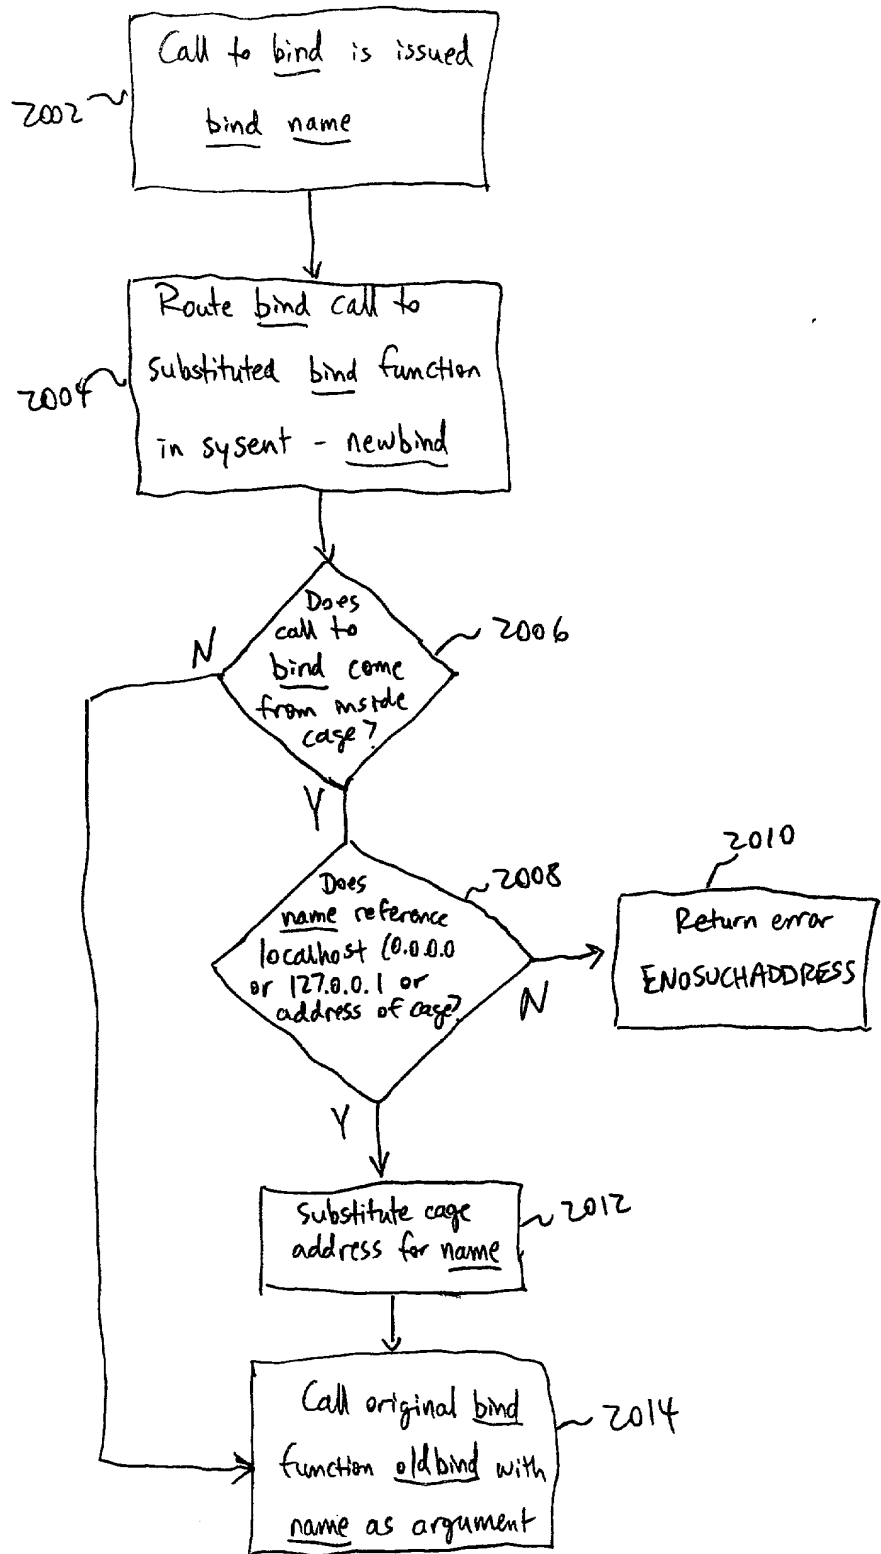 Call to bind is issued
bind name
2002
Route bind call to
substituted bind function
in sysent - newbind
2004
Does
call to
bind come
from inside
cage?
2006
N
Y
Does
name reference
localhost (0.0.0.0
or 127.0.0.1 or
address of cage?
2008
N
2010
Return error
ENOSUCHADDRESS
Y
Substitute cage
address for name
2012
Call original bind
function oldbind with
name as argument
2014